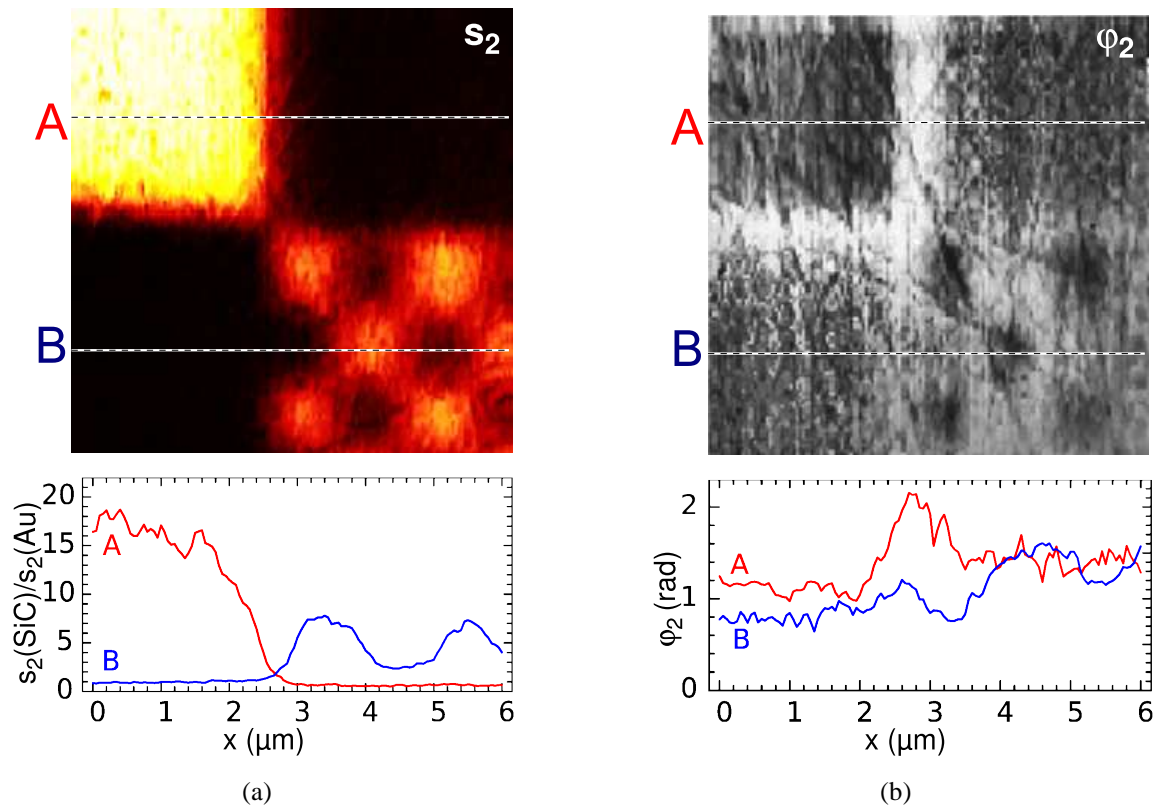 s₂
A
B
s₂(SiC)/s₂(Au)
20
15
10
5
0
A
B
0 1 2 3 4 5 6
x (μm)
(a)
φ₂
A
B
φ₂(rad)
2
1
0
A
B
0 1 2 3 4 5 6
x (μm)
(b)